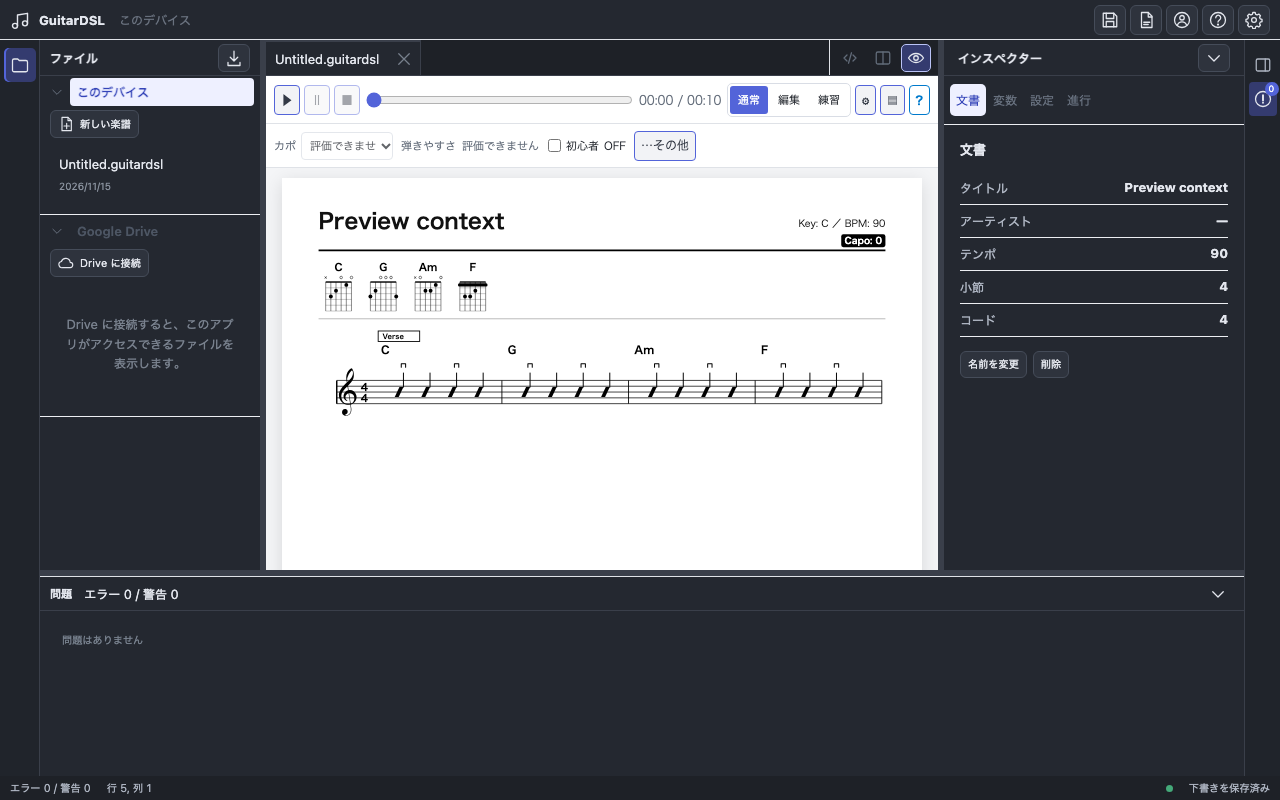 GuitarDSL このデバイス
ファイル
このデバイス
新しい楽譜
Untitled.guitardsl
2026/11/15
Google Drive
Drive に接続
Drive に接続すると、このアプ
リがアクセスできるファイルを
表示します。
Untitled.guitardsl
00:00 / 00:10 通常 編集 練習 ?
カポ 評価できませ 弾きやすさ 評価できません 初心者 OFF …その他
Preview context
Key: C ／ BPM: 90
Capo: 0
C G Am F
Verse
C G Am F
4
4
インスペクター
文書 変数 設定 進行
文書
タイトル Preview context
アーティスト —
テンポ 90
小節 4
コード 4
名前を変更 削除
0
問題 エラー 0 / 警告 0
問題はありません
エラー 0 / 警告 0 行 5, 列 1 下書きを保存済み